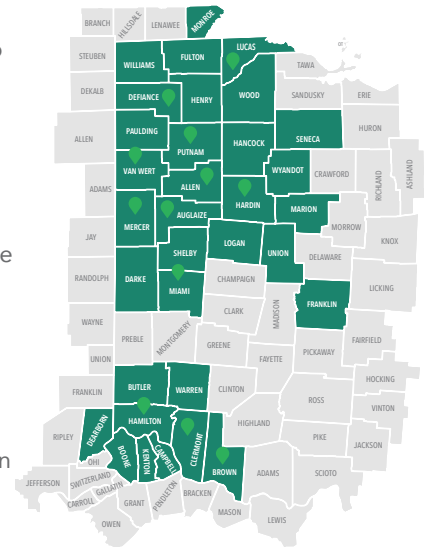 BRANCH
HILLSDALE
LENAWEE
MONROE
STEUBEN
WILLIAMS
FULTON
LUCAS
TAWA
DEKALB
DEFIANCE
HENRY
WOOD
SANDUSKY
ERIE
ALLEN
PAULDING
PUTNAM
HANCOCK
SENECA
HURON
VAN WERT
ALLEN
WYANDOT
CRAWFORD
RICHLAND
ASHLAND
ADAMS
MERCER
AUGLAIZE
HARDIN
MARION
MORROW
KNOX
JAY
SHELBY
LOGAN
UNION
DELAWARE
e
RANDOLPH
DARKE
MIAMI
CHAMPAIGN
LICKING
CLARK
MADISON
FRANKLIN
WAYNE
PREBLE
MONTGOMERY
GREENE
FAYETTE
PICKAWAY
FAIRFIELD
UNION
FRANKLIN
BUTLER
WARREN
CLINTON
ROSS
HOCKING
VINTON
RIPLEY
DEARBORN
HAMILTON
CLERMONT
HIGHLAND
PIKE
JACKSON
n
OHI
BOONE
KENTON
CAMPBELL
BROWN
ADAMS
SCIOTO
JEFFERSON
SWITZERLAND
GALLATIN
CARROLL
GRANT
PENDLETON
BRACKEN
MASON
LEWIS
OWEN